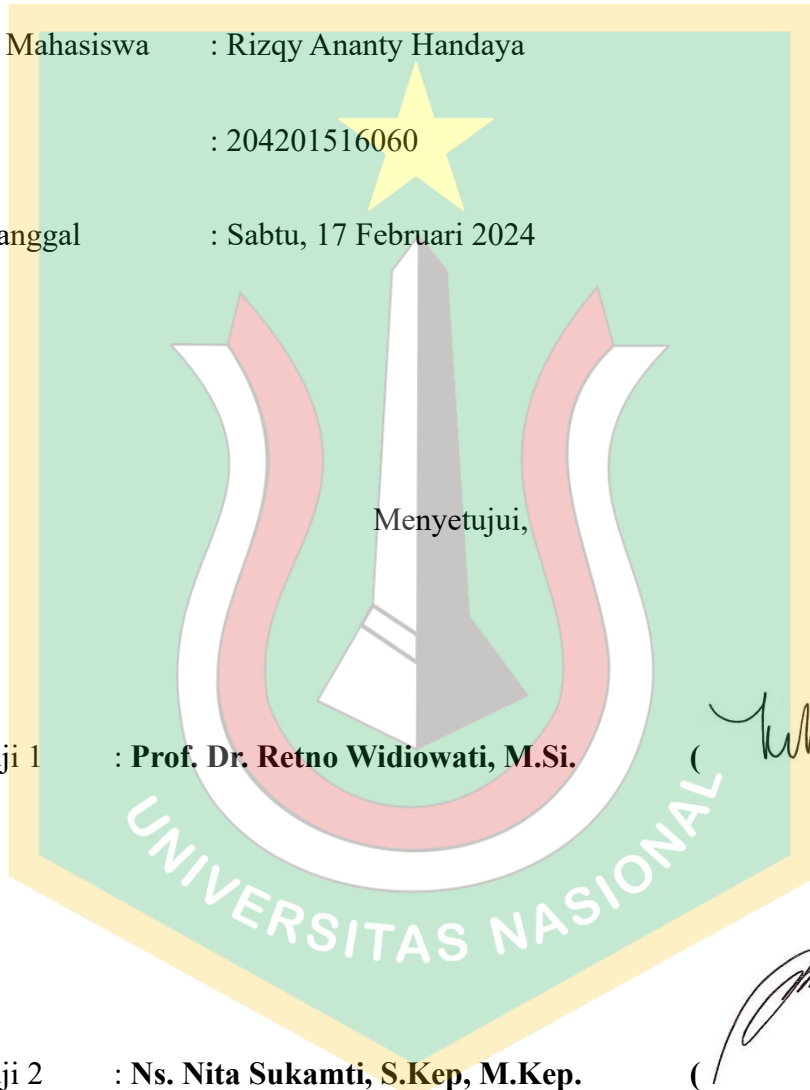 Mahasiswa : Rizqy Ananty Handaya
: 204201516060
anggal : Sabtu, 17 Februari 2024
Menyetujui,
ji 1 : Prof. Dr. Retno Widiowati, M.Si. (
UNIVERSITAS NASIONAL
ji 2 : Ns. Nita Sukamti, S.Kep, M.Kep. (